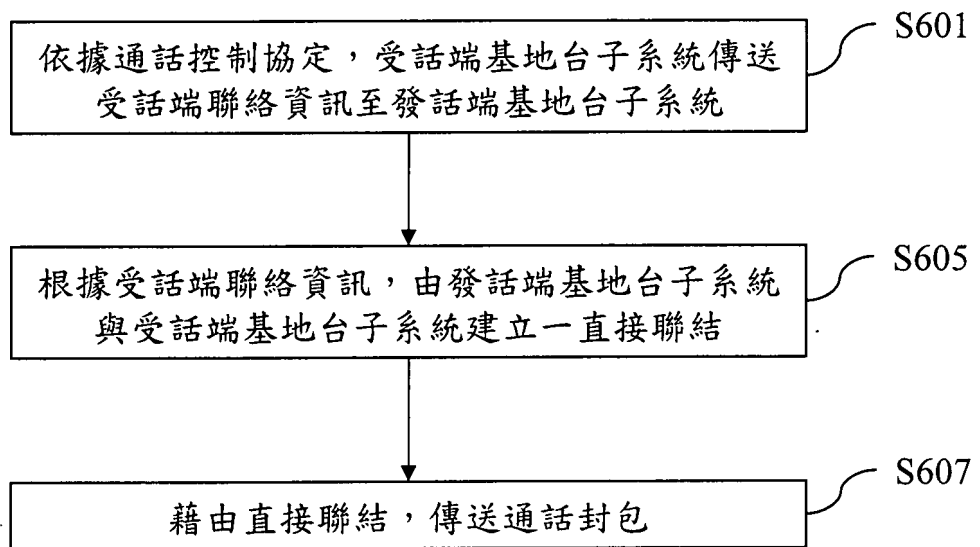 依據通話控制協定，受話端基地台子系統傳送
受話端聯絡資訊至發話端基地台子系統
S601
根據受話端聯絡資訊，由發話端基地台子系統
與受話端基地台子系統建立一直接聯結
S605
藉由直接聯結，傳送通話封包
S607